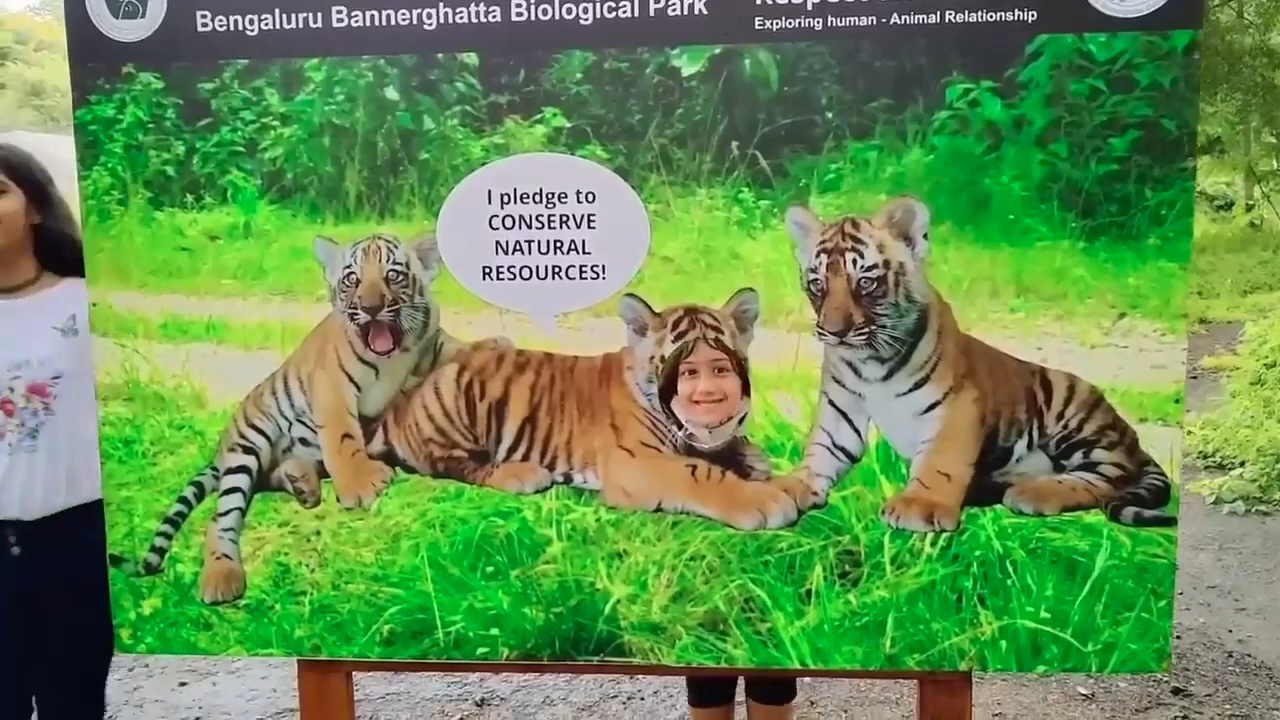 Bengaluru Bannerghatta Biological Park
Exploring human - Animal Relationship
I pledge to
CONSERVE
NATURAL
RESOURCES!